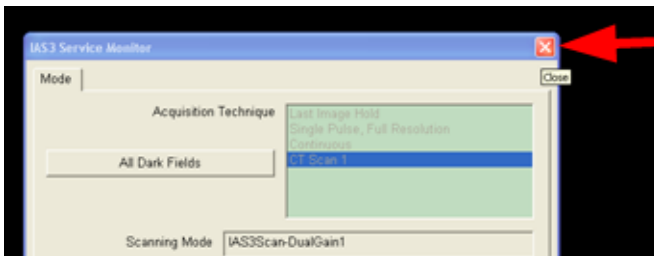 IAS3 Service Monitor
Mode
Close
Acquisition Technique
Last Image Hold
Single Pulse, Full Resolution
Continuous
CT Scan 1
All Dark Fields
Scanning Mode
IAS3Scan-DualGain1